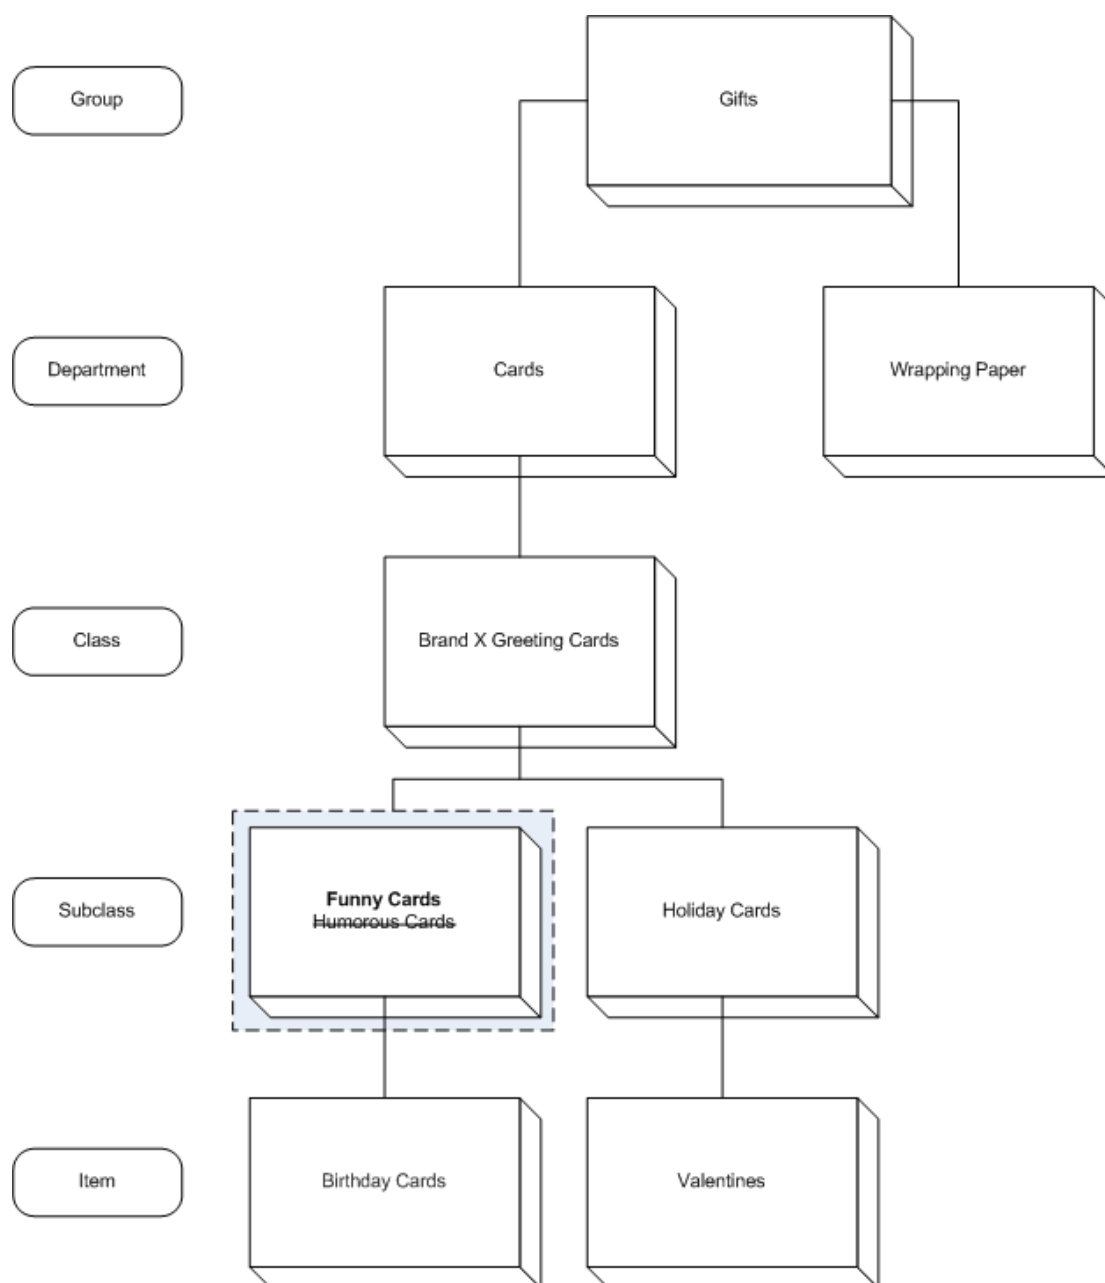 Group
Gifts
Department
Cards
Wrapping Paper
Class
Brand X Greeting Cards
Subclass
Funny Cards
Humorous Cards
Holiday Cards
Item
Birthday Cards
Valentines